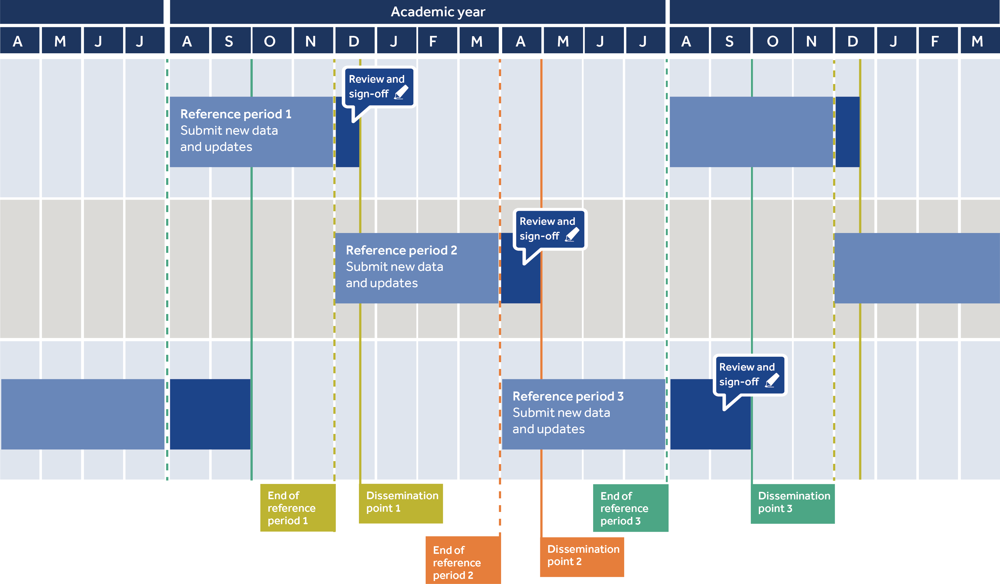 Academic year
A M J J A S O N D J F M A M J J A S O N D J F M
Review and
sign-off
Reference period 1
Submit new data
and updates
Review and
sign-off
Reference period 2
Submit new data
and updates
Review and
sign-off
Reference period 3
Submit new data
and updates
End of
reference
period 1
Dissemination
point 1
End of
reference
period 3
Dissemination
point 3
End of
reference
period 2
Dissemination
point 2